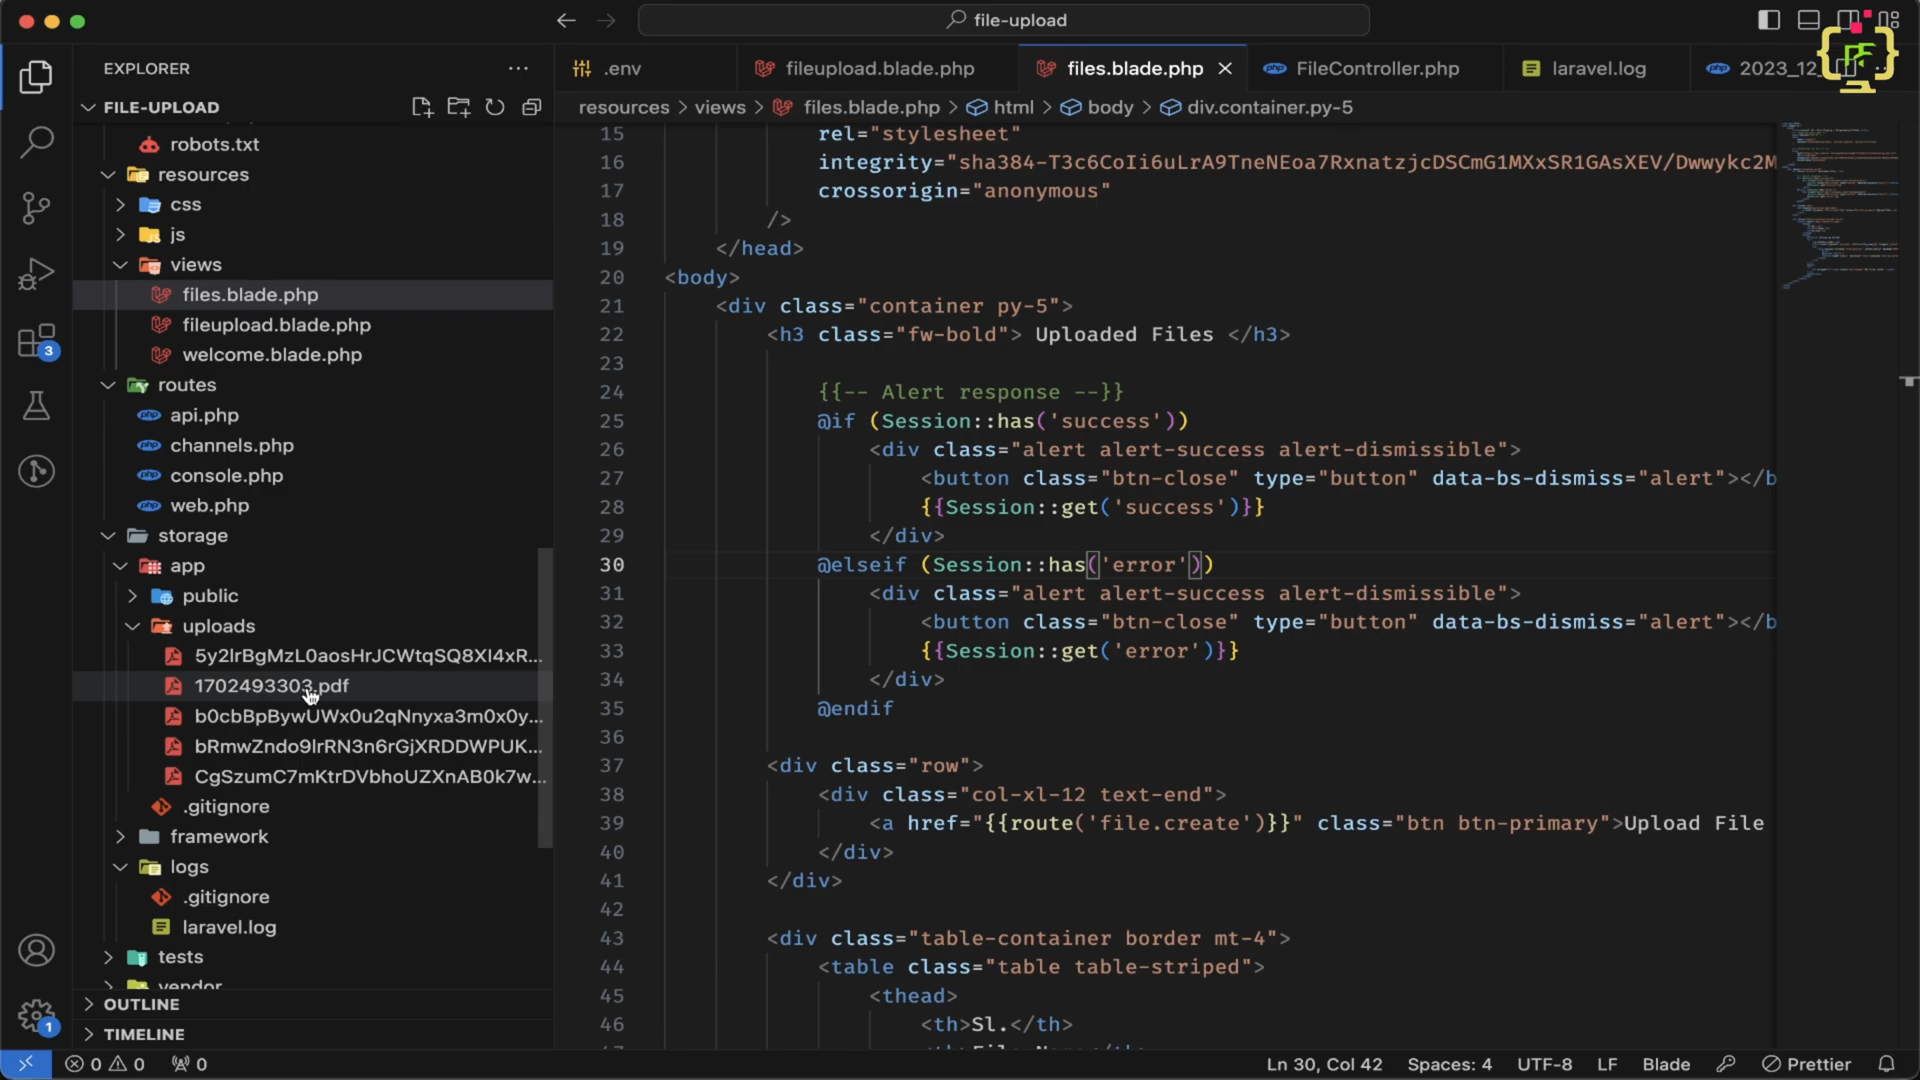 file-upload
EXPLORER
.env
fileupload.blade.php
files.blade.php
FileController.php
laravel.log
2023_12
FILE-UPLOAD
resources > views > files.blade.php > html > body > div.container.py-5
robots.txt
resources
css
js
views
files.blade.php
fileupload.blade.php
welcome.blade.php
routes
api.php
channels.php
console.php
web.php
storage
app
public
uploads
1702493303.pdf
.gitignore
framework
logs
.gitignore
laravel.log
tests
vendor
OUTLINE
TIMELINE
15 rel="stylesheet"
16
17 crossorigin="anonymous"
18 />
19 </head>
20 <body>
21 <div class="container py-5">
22 <h3 class="fw-bold"> Uploaded Files </h3>
23
24 {{-- Alert response --}}
25 @if (Session::has('success'))
26 <div class="alert alert-success alert-dismissible">
27 <button class="btn-close" type="button" data-bs-dismiss="alert"></b
28 {{Session::get('success')}}
29 </div>
30 @elseif (Session::has('error'))
31 <div class="alert alert-success alert-dismissible">
32 <button class="btn-close" type="button" data-bs-dismiss="alert"></b
33 {{Session::get('error')}}
34 </div>
35 @endif
36
37 <div class="row">
38 <div class="col-xl-12 text-end">
39 <a href="{{route('file.create')}}" class="btn btn-primary">Upload File
40 </div>
41 </div>
42
43 <div class="table-container border mt-4">
44 <table class="table table-striped">
45 <thead>
46 <th>Sl.</th>
3
1
0 0 0
Ln 30, Col 42 Spaces: 4 UTF-8 LF Blade Prettier